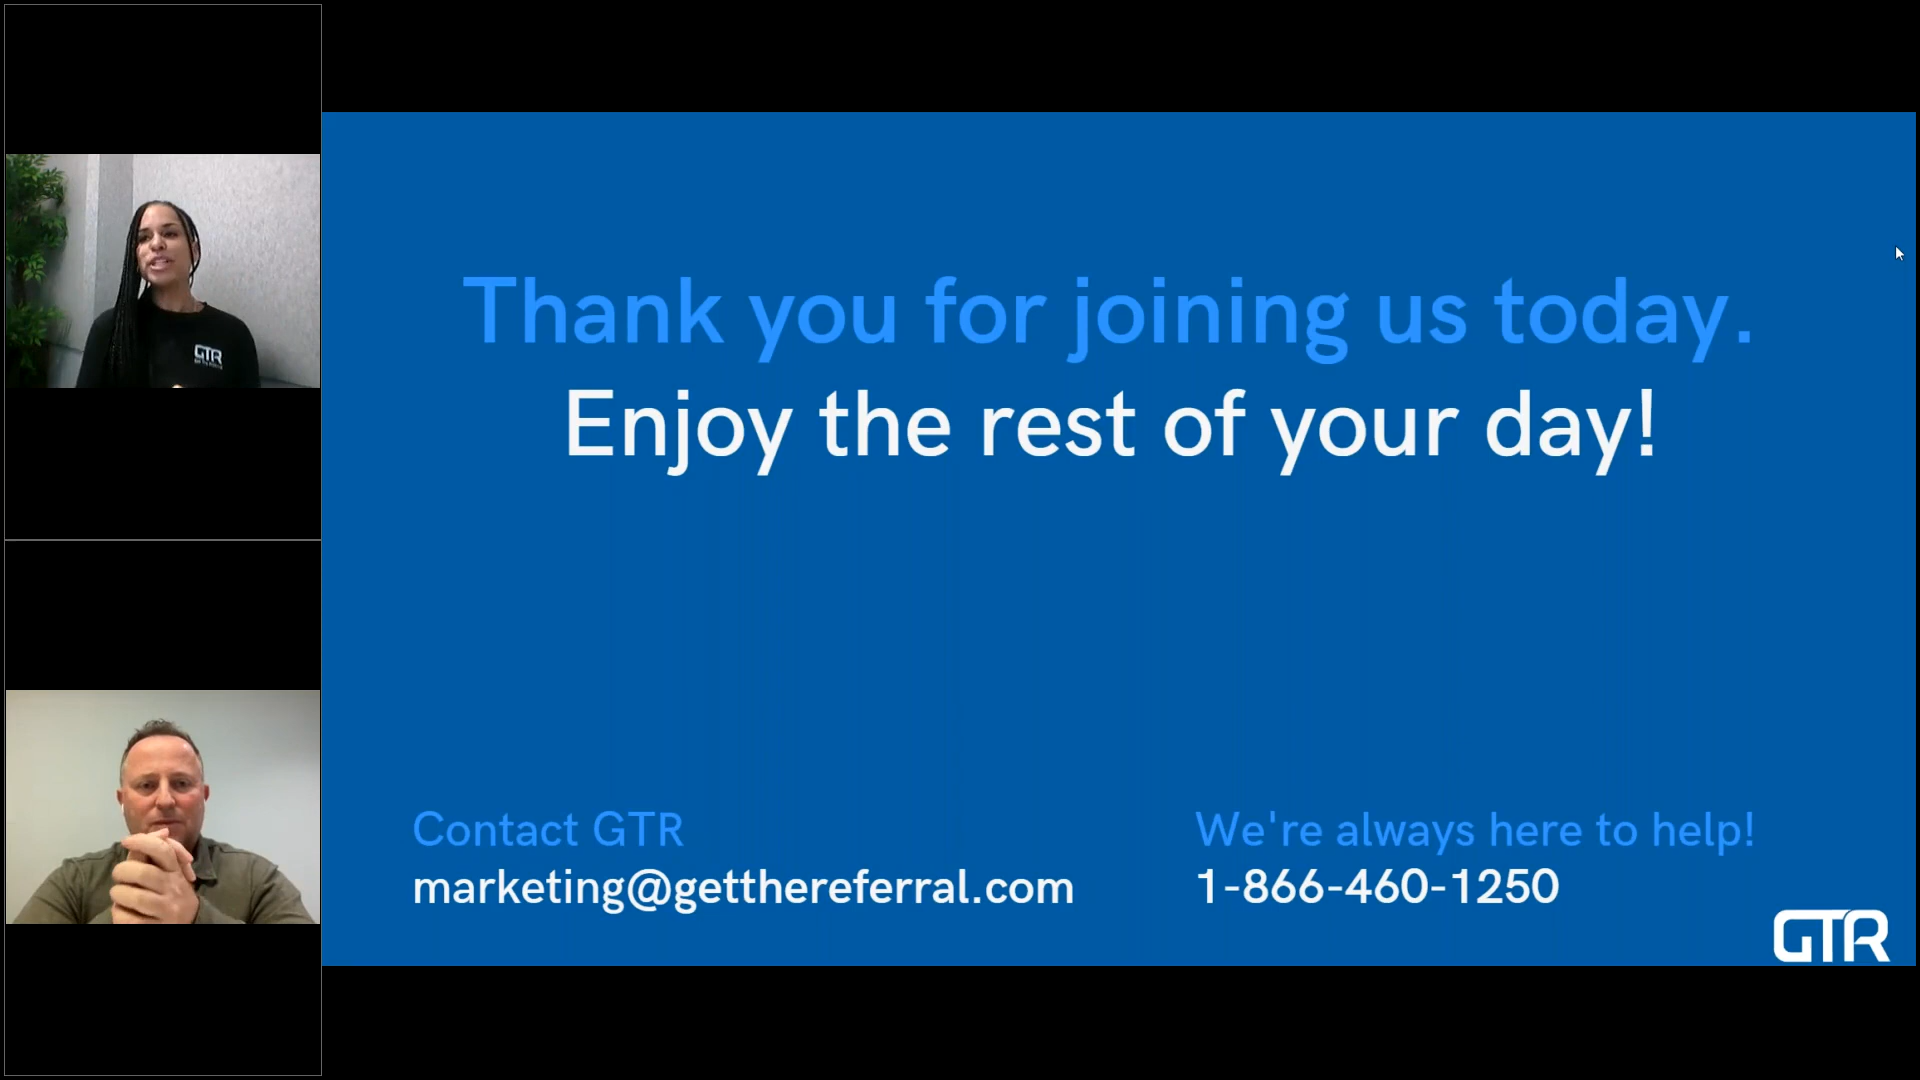 Thank you for joining us today.
Enjoy the rest of your day!
Contact GTR
marketing@getthereferral.com
We're always here to help!
1-866-460-1250
GTR
GTR